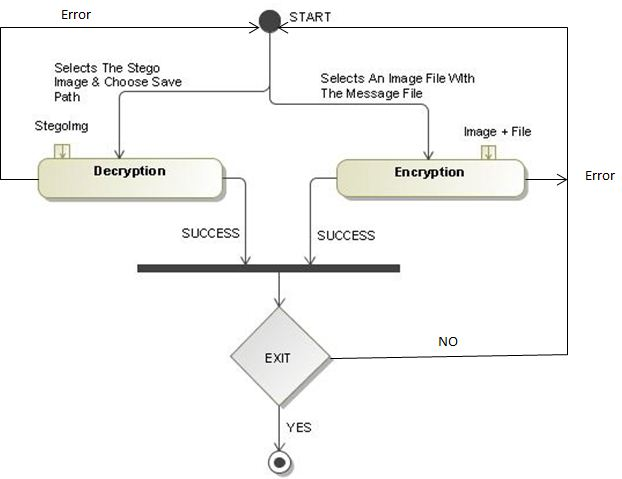 Error
START
Selects The Stego
Image & Choose Save
Path
Selects An Image File WIth
The Message File
StegoImg
Image + File
Decryption
Encryption
Error
SUCCESS
SUCCESS
EXIT
NO
YES